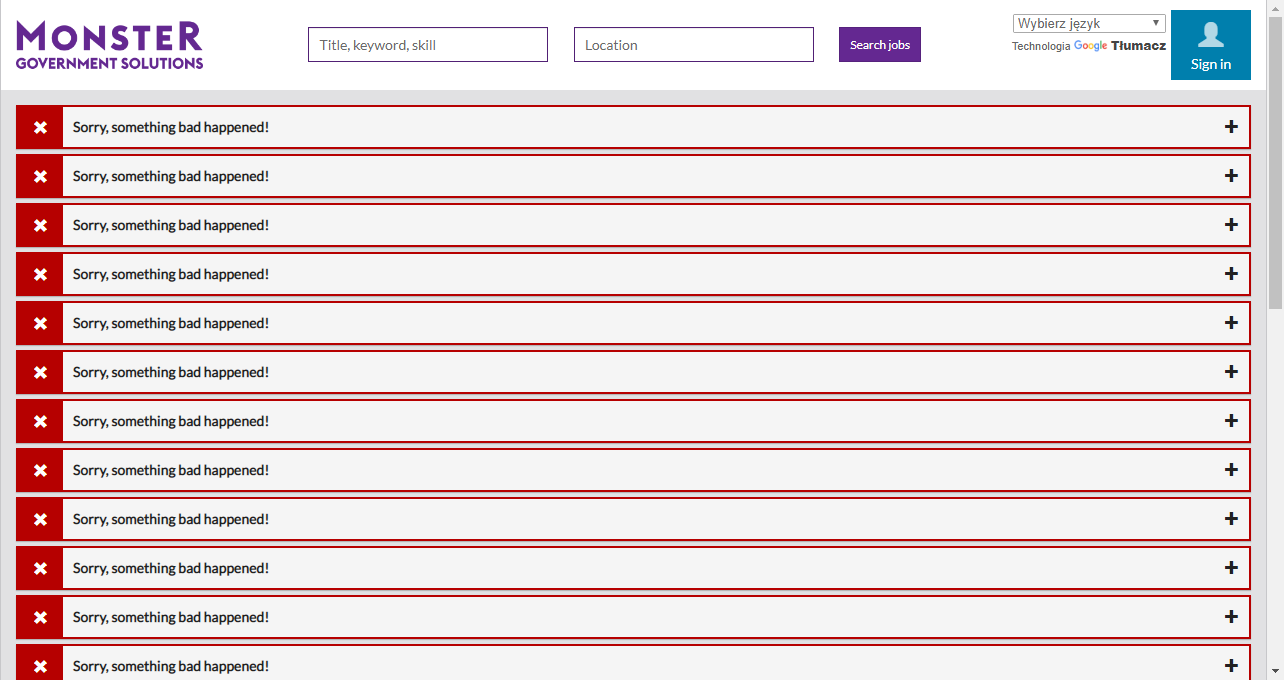 MONSTER
GOVERNMENT SOLUTIONS
Title, keyword, skill
Location
Search jobs
Wybierz język
Technologia Google Tłumacz
Sign in
Sorry, something bad happened!
Sorry, something bad happened!
Sorry, something bad happened!
Sorry, something bad happened!
Sorry, something bad happened!
Sorry, something bad happened!
Sorry, something bad happened!
Sorry, something bad happened!
Sorry, something bad happened!
Sorry, something bad happened!
Sorry, something bad happened!
Sorry, something bad happened!